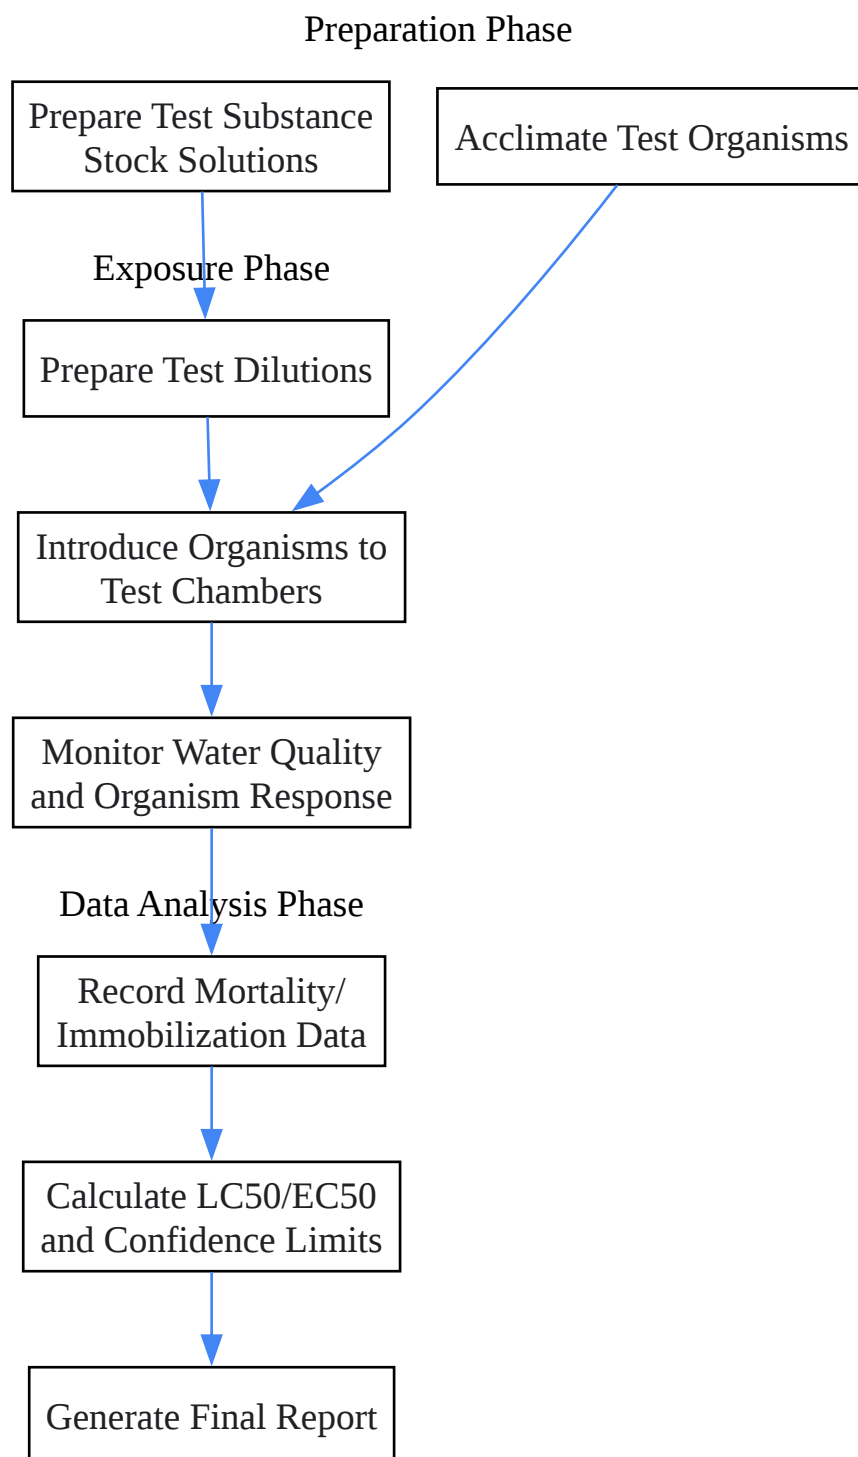 Preparation Phase
Prepare Test Substance
Stock Solutions
Acclimate Test Organisms
Exposure Phase
Prepare Test Dilutions
Introduce Organisms to
Test Chambers
Monitor Water Quality
and Organism Response
Data Analysis Phase
Record Mortality/
Immobilization Data
Calculate LC50/EC50
and Confidence Limits
Generate Final Report